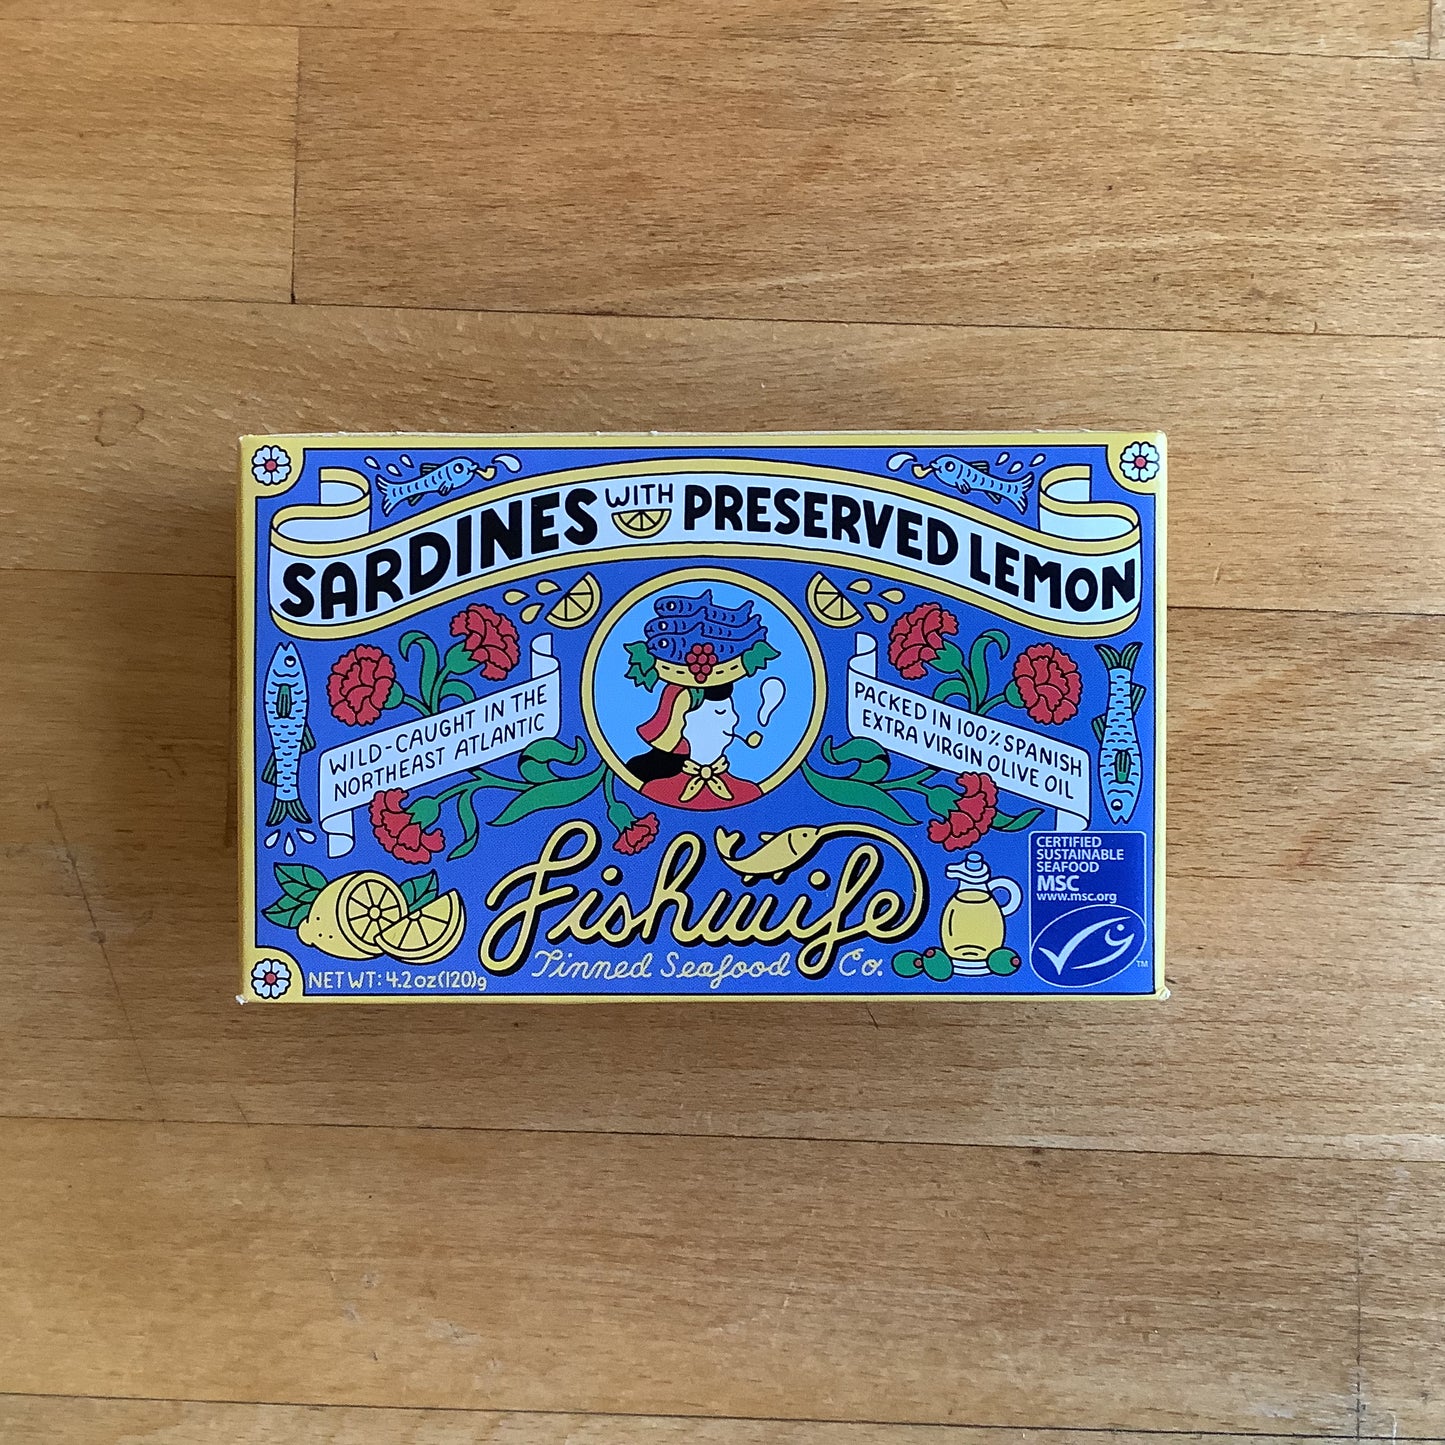 SARDINES WITH PRESERVED LEMON
WILD-CAUGHT IN THE
NORTHEAST ATLANTIC
PACKED IN 100% SPANISH
EXTRA VIRGIN OLIVE OIL
Fishwife
Tinned Seafood Co.
NET WT: 4.2oz(120)g
CERTIFIED
SUSTAINABLE
SEAFOOD
MSC
www.msc.org
TM